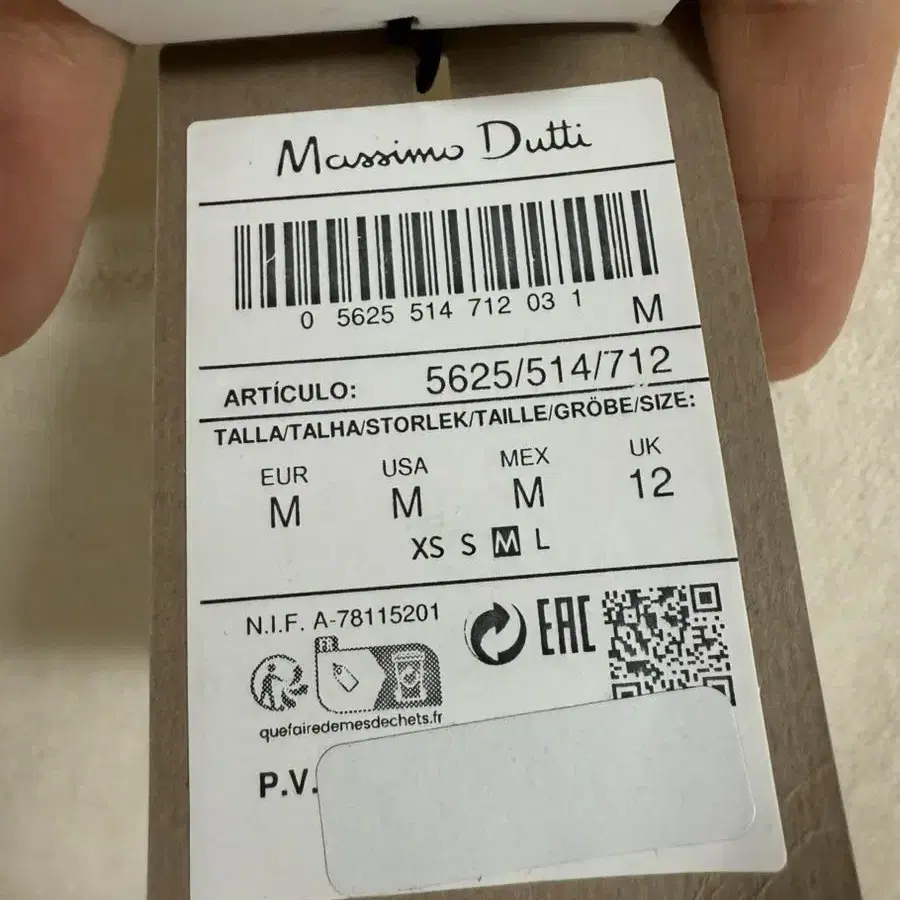 Massimo Dutti
0 5625 514 712 03 1 M
ARTÍCULO: 5625/514/712
TALLA/TALHA/STORLEK/TAILLE/GRÖBE/SIZE:
EUR USA MEX UK
M M M 12
XS S M L
N.I.F. A-78115201
FR
EAC
quefairedemesdechets.fr
P.V.